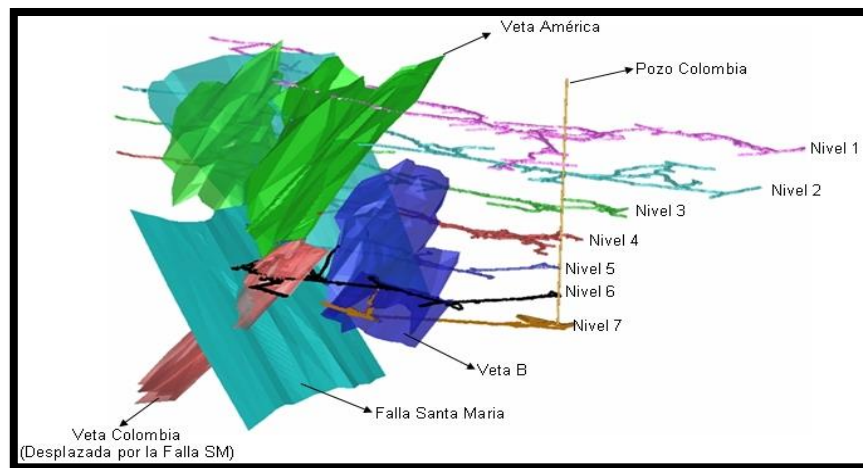 Veta América
Pozo Colombia
Nivel 1
Nivel 2
Nivel 3
Nivel 4
Nivel 5
Nivel 6
Nivel 7
Veta B
Falla Santa Maria
Veta Colombia
(Desplazada por la Falla SM)